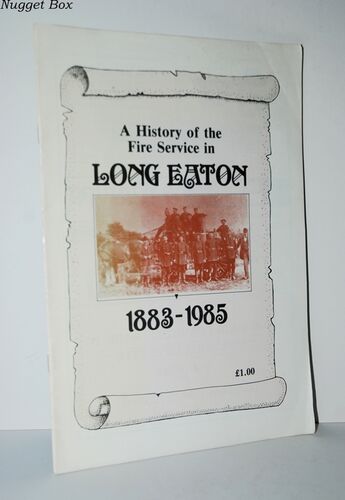 Nugget Box
A History of the
Fire Service in
LONG EATON
1883-1985
£1.00